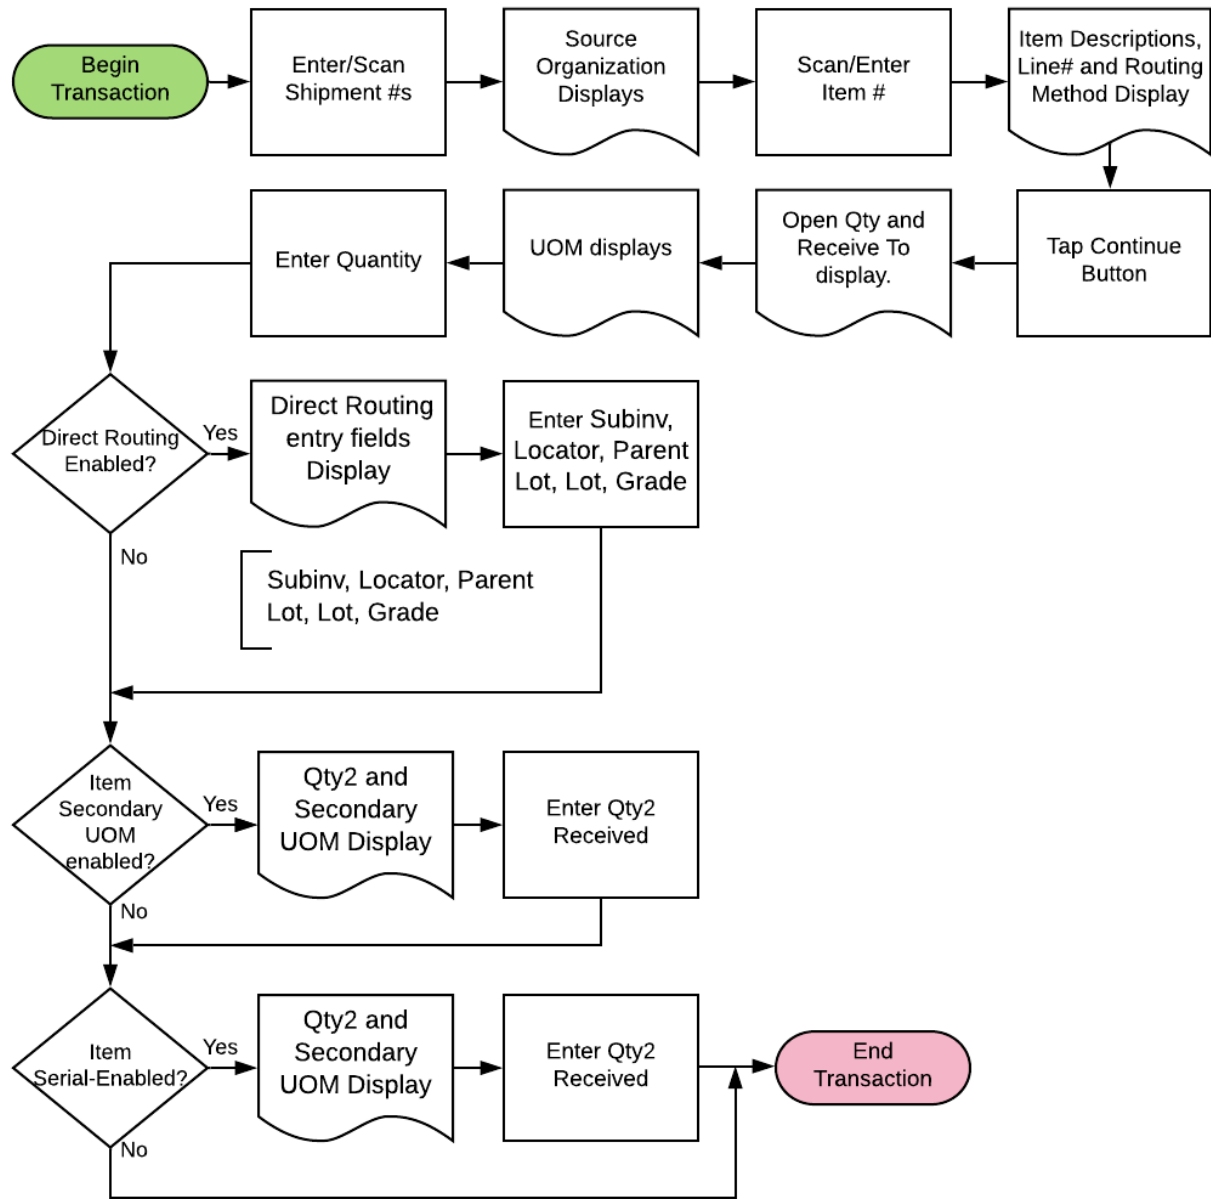 Begin
Transaction
Enter/Scan
Shipment #s
Source
Organization
Displays
Scan/Enter
Item #
Item Descriptions,
Line# and Routing
Method Display
Enter Quantity
UOM displays
Open Qty and
Receive To
display.
Tap Continue
Button
Direct Routing
Enabled?
Yes
Direct Routing
entry fields
Display
Enter Subinv,
Locator, Parent
Lot, Lot, Grade
No
Subinv, Locator, Parent
Lot, Lot, Grade
Item
Secondary
UOM
enabled?
Yes
Qty2 and
Secondary
UOM Display
Enter Qty2
Received
No
Item
Serial-Enabled?
Yes
Qty2 and
Secondary
UOM Display
Enter Qty2
Received
End
Transaction
No